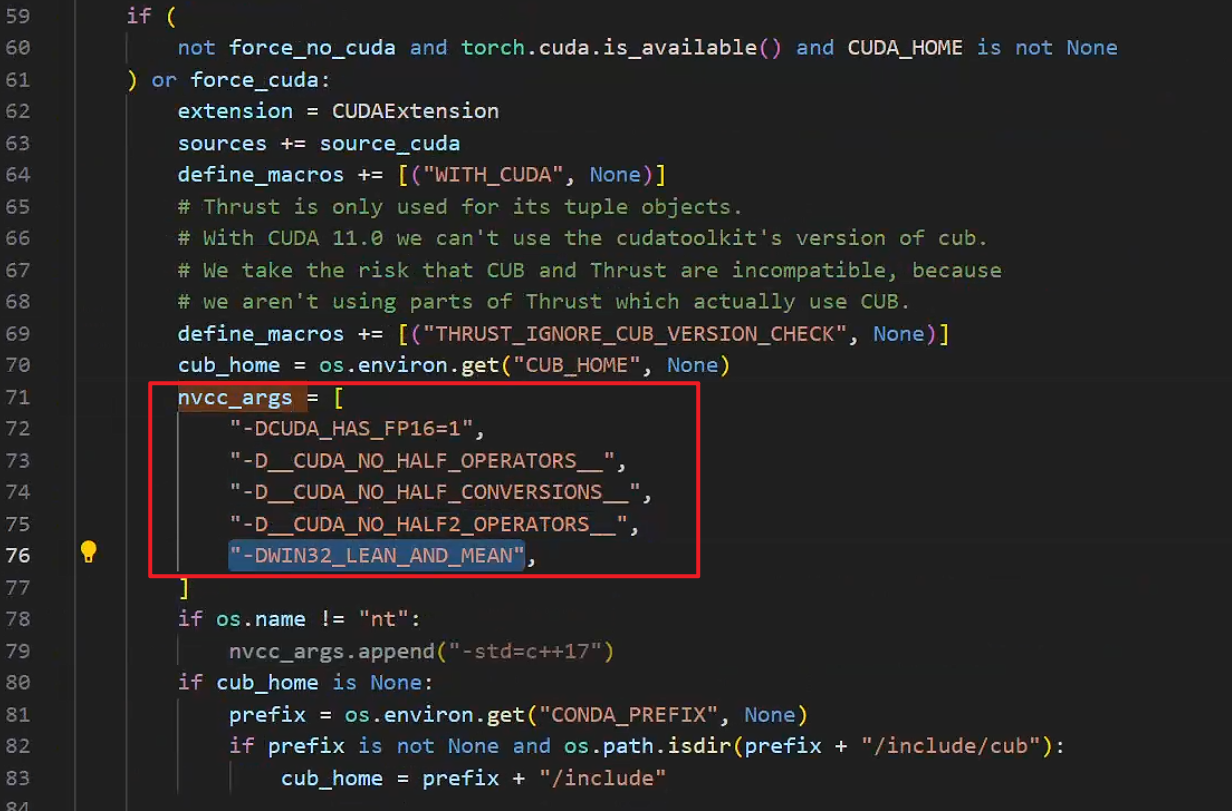 59 if (
60 not force_no_cuda and torch.cuda.is_available() and CUDA_HOME is not None
61 ) or force_cuda:
62 extension = CUDAExtension
63 sources += source_cuda
64 define_macros += [("WITH_CUDA", None)]
65 # Thrust is only used for its tuple objects.
66 # With CUDA 11.0 we can't use the cudatoolkit's version of cub.
67 # We take the risk that CUB and Thrust are incompatible, because
68 # we aren't using parts of Thrust which actually use CUB.
69 define_macros += [("THRUST_IGNORE_CUB_VERSION_CHECK", None)]
70 cub_home = os.environ.get("CUB_HOME", None)
71 nvcc_args = [
72 "-DCUDA_HAS_FP16=1",
73 "-D__CUDA_NO_HALF_OPERATORS__",
74 "-D__CUDA_NO_HALF_CONVERSIONS__",
75 "-D__CUDA_NO_HALF2_OPERATORS__",
76 "-DWIN32_LEAN_AND_MEAN",
77 ]
78 if os.name != "nt":
79 nvcc_args.append("-std=c++17")
80 if cub_home is None:
81 prefix = os.environ.get("CONDA_PREFIX", None)
82 if prefix is not None and os.path.isdir(prefix + "/include/cub"):
83 cub_home = prefix + "/include"
84